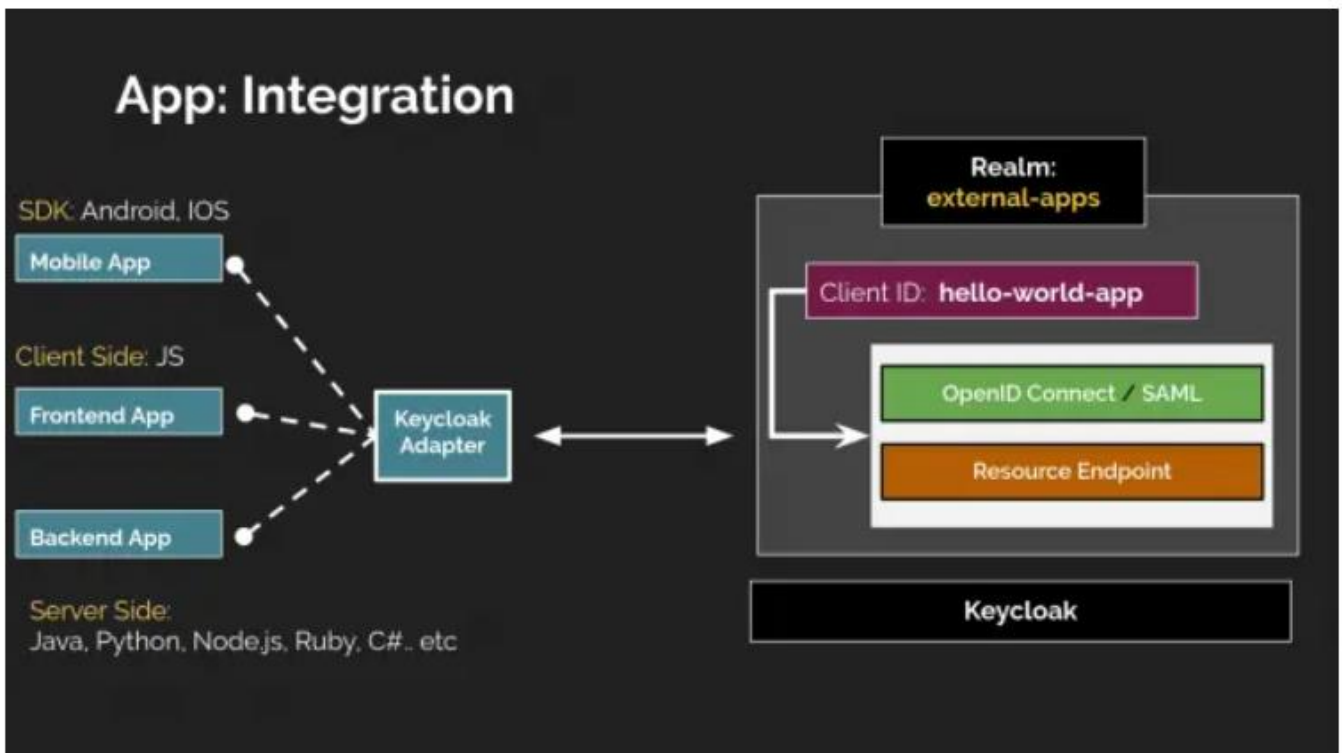 App: Integration
SDK: Android, IOS
Mobile App
Client Side: JS
Frontend App
Backend App
Server Side:
Java, Python, Node.js, Ruby, C#.. etc
Keycloak
Adapter
Realm:
external-apps
Client ID: hello-world-app
OpenID Connect / SAML
Resource Endpoint
Keycloak